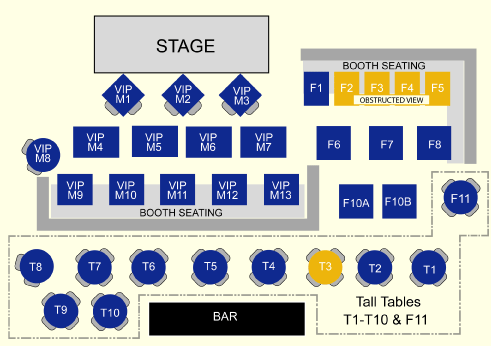 STAGE
BOOTH SEATING
F1 F2 F3 F4 F5
OBSTRUCTED VIEW
VIP M1
VIP M2
VIP M3
VIP M4
VIP M5
VIP M6
VIP M7
F6 F7 F8
VIP M8
VIP M9
VIP M10
VIP M11
VIP M12
VIP M13
BOOTH SEATING
F10A F10B
F11
T8 T7 T6 T5 T4 T3 T2 T1
T9 T10
BAR
Tall Tables
T1-T10 & F11